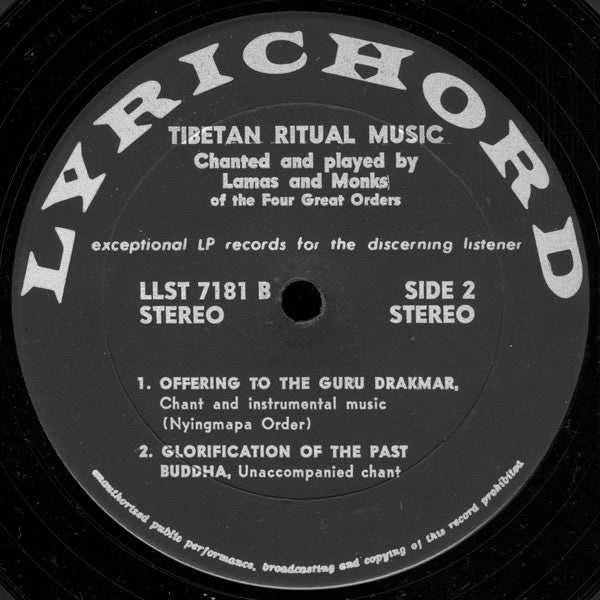 LYRICHORD
TIBETAN RITUAL MUSIC
Chanted and played by
Lamas and Monks
of the Four Great Orders
exceptional LP records for the discerning listener
LLST 7181 B
STEREO
SIDE 2
STEREO
1. OFFERING TO THE GURU DRAKMAR,
Chant and instrumental music
(Nyingmapa Order)
2. GLORIFICATION OF THE PAST
BUDDHA, Unaccompanied chant
unauthorized public performance, broadcasting and copying of this record prohibited